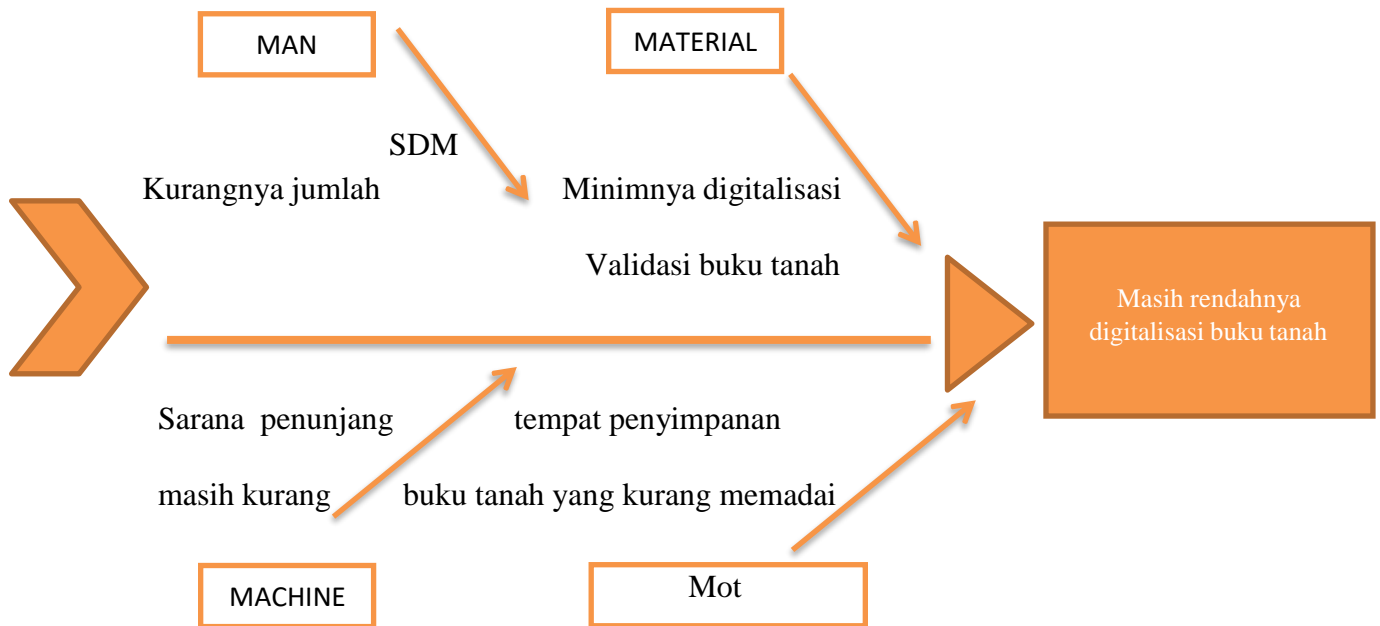 MAN
MATERIAL
SDM
Kurangnya jumlah
Minimnya digitalisasi
Validasi buku tanah
Masih rendahnya
digitalisasi buku tanah
Sarana penunjang
tempat penyimpanan
masih kurang
buku tanah yang kurang memadai
MACHINE
Mot